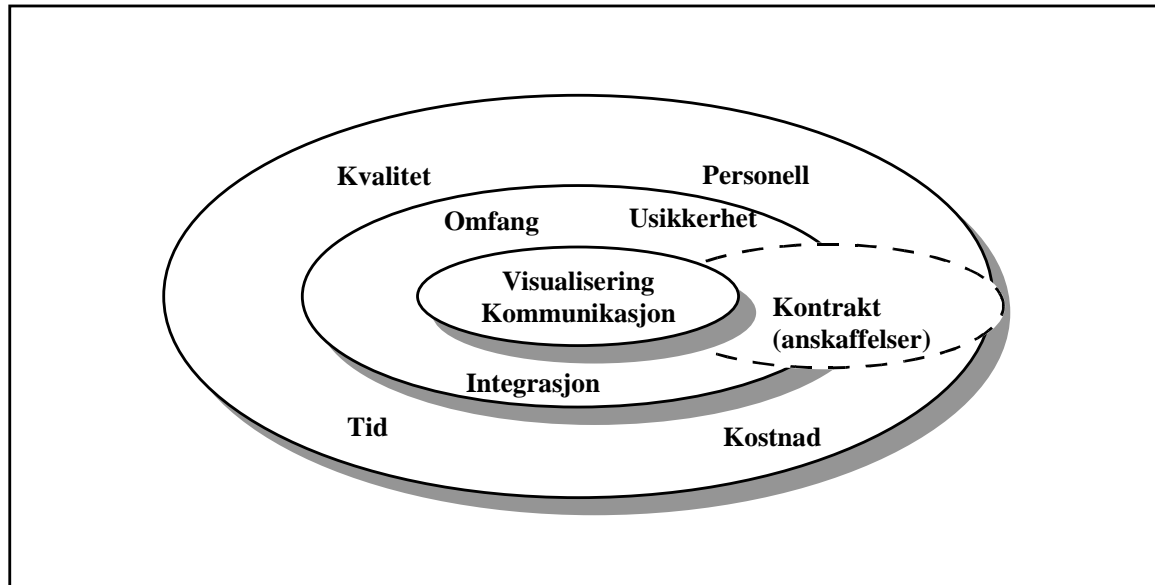 Kvalitet
Personell
Omfang
Usikkerhet
Visualisering
Kommunikasjon
Kontrakt
(anskaffelser)
Integrasjon
Tid
Kostnad